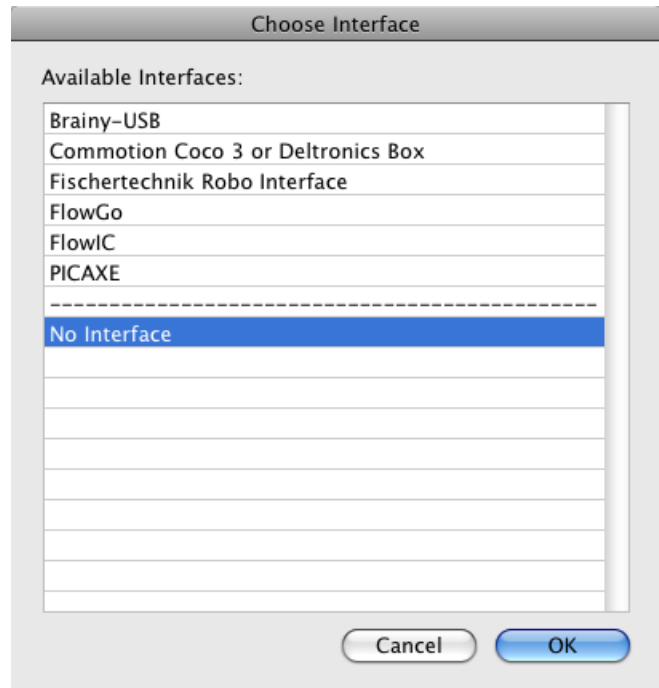 Choose Interface
Available Interfaces:
Brainy-USB
Commotion Coco 3 or Deltronics Box
Fischertechnik Robo Interface
FlowGo
FlowIC
PICAXE
----------------------------------------------
No Interface
Cancel OK